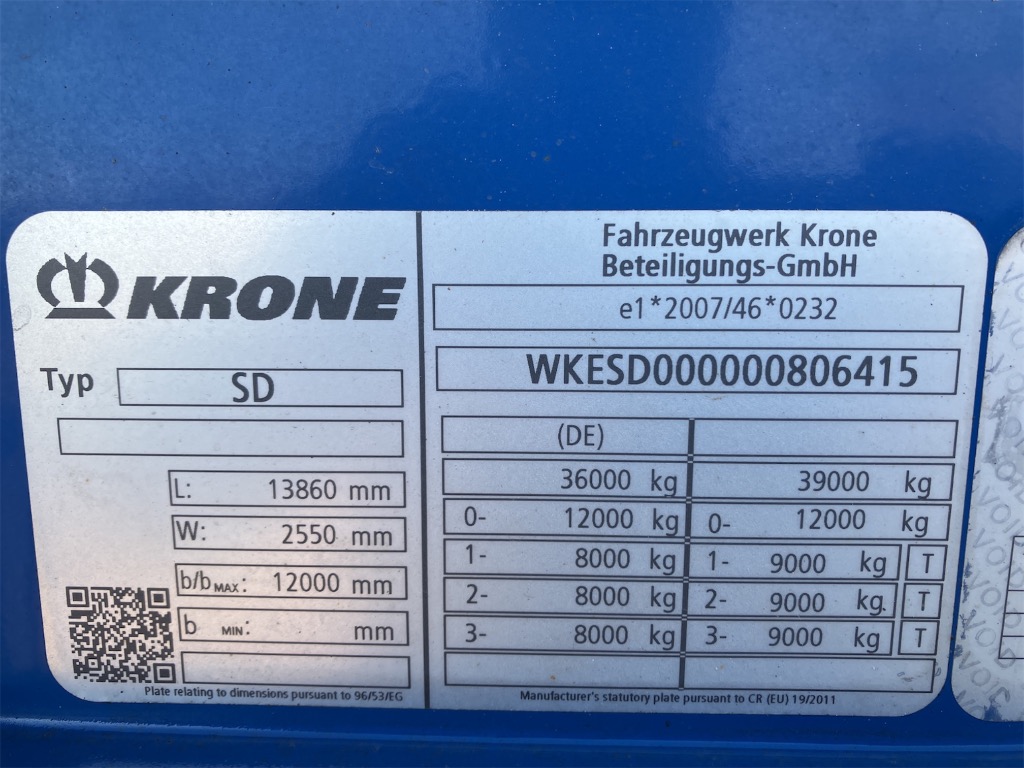 KRONE
Typ SD
L: 13860 mm
W: 2550 mm
b/b MAX: 12000 mm
b MIN: mm
Plate relating to dimensions pursuant to 96/53/EG
Fahrzeugwerk Krone
Beteiligungs-GmbH
e1*2007/46*0232
WKESD000000806415
(DE)
36000 kg 39000 kg
0- 12000 kg 0- 12000 kg
1- 8000 kg 1- 9000 kg T
2- 8000 kg 2- 9000 kg. T
3- 8000 kg 3- 9000 kg T
Manufacturer's statutory plate pursuant to CR (EU) 19/2011
VOID